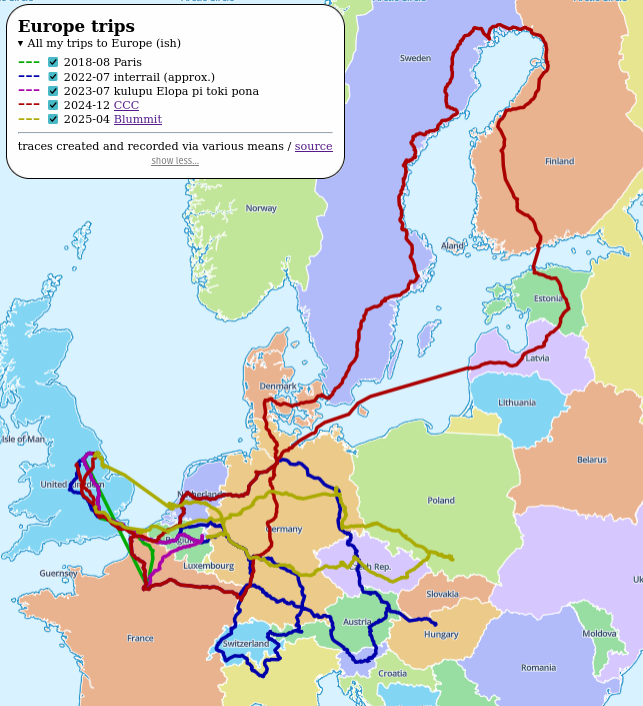 Europe trips
▾ All my trips to Europe (ish)
2018-08 Paris
2022-07 interrail (approx.)
2023-07 kulupu Elopa pi toki pona
2024-12 CCC
2025-04 Blummit
traces created and recorded via various means / source
show less...
Sweden
Finland
Norway
Åland
Estonia
Latvia
Denmark
Lithuania
Isle of Man
Belarus
United Kingdom
Poland
Germany
Luxembourg
Guernsey
Czech Rep.
Slovakia
Austria
France
Hungary
Switzerland
Moldova
Romania
Croatia